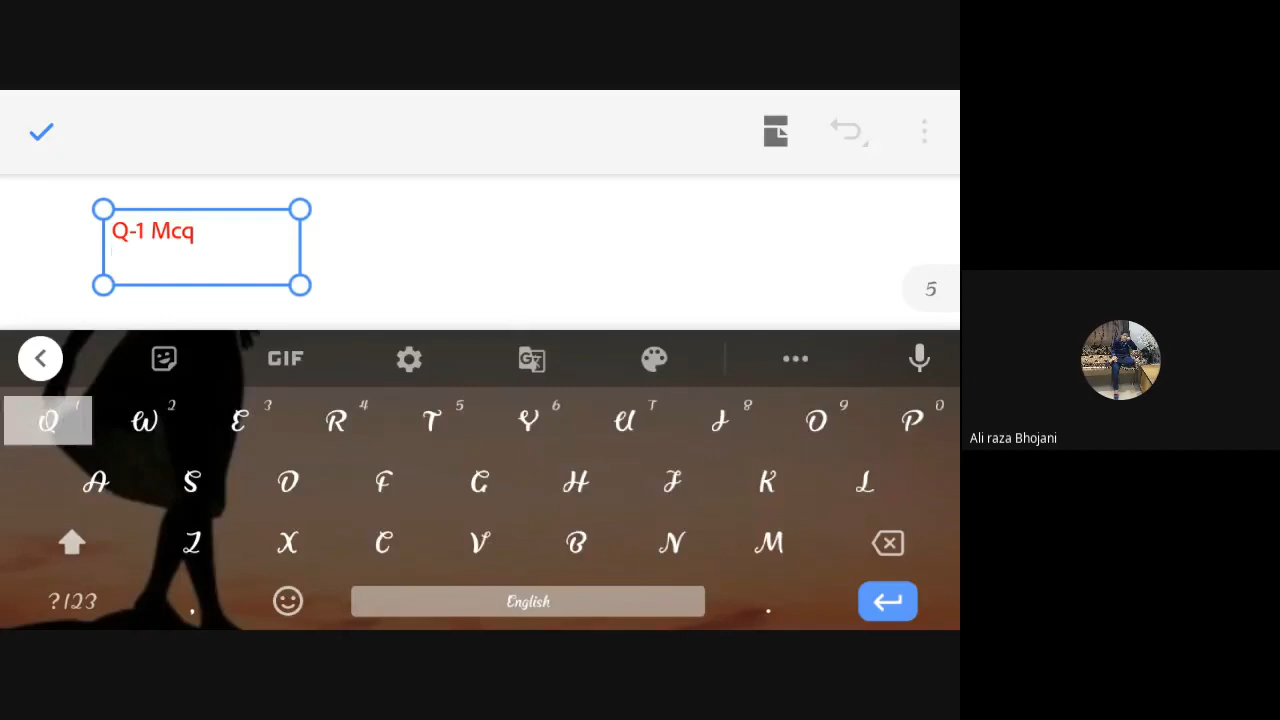 Q-1 Mcq
5
GIF
Q 1 W 2 E 3 R 4 T 5 Y 6 U 7 I 8 O 9 P 0
A S D F G H J K L
Z X C V B N M
?123 , English .
Ali raza Bhojani